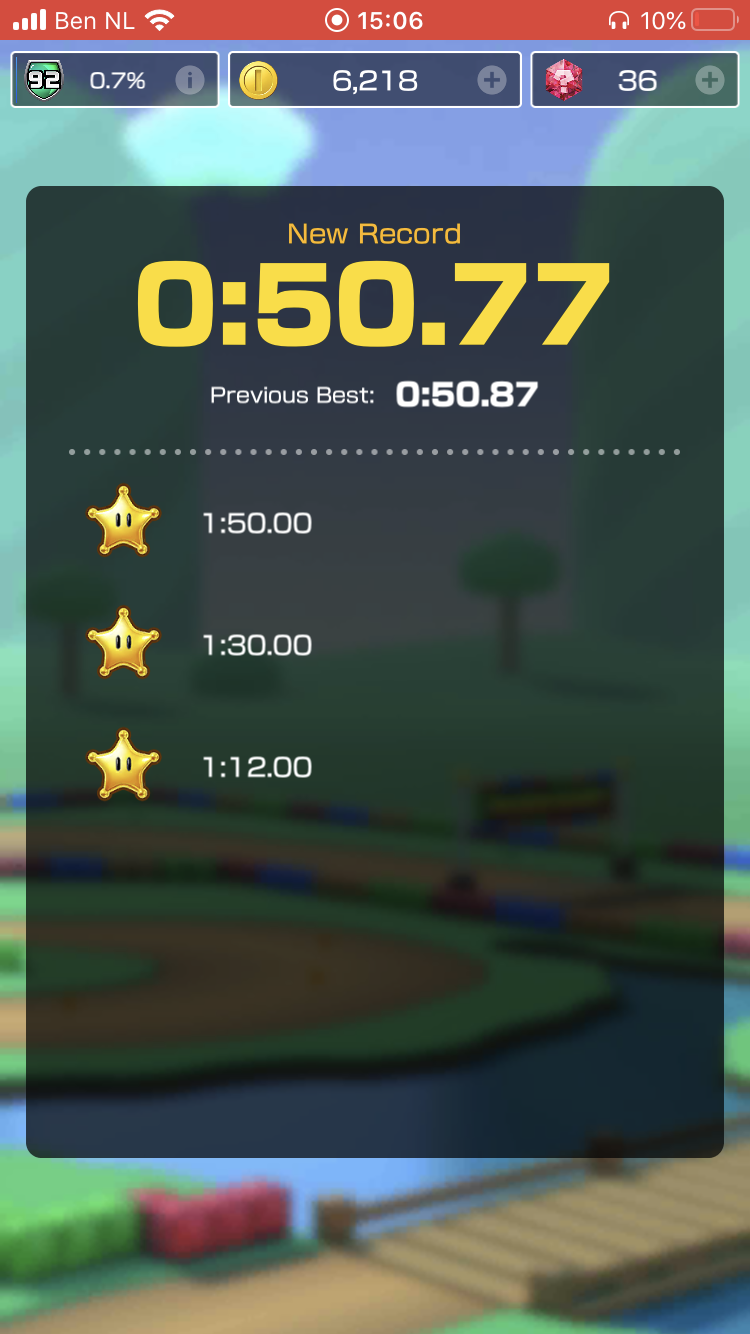 Ben NL 15:06 10%
92 0.7% i 6,218 + 36 +
New Record
0:50.77
Previous Best: 0:50.87
1:50.00
1:30.00
1:12.00